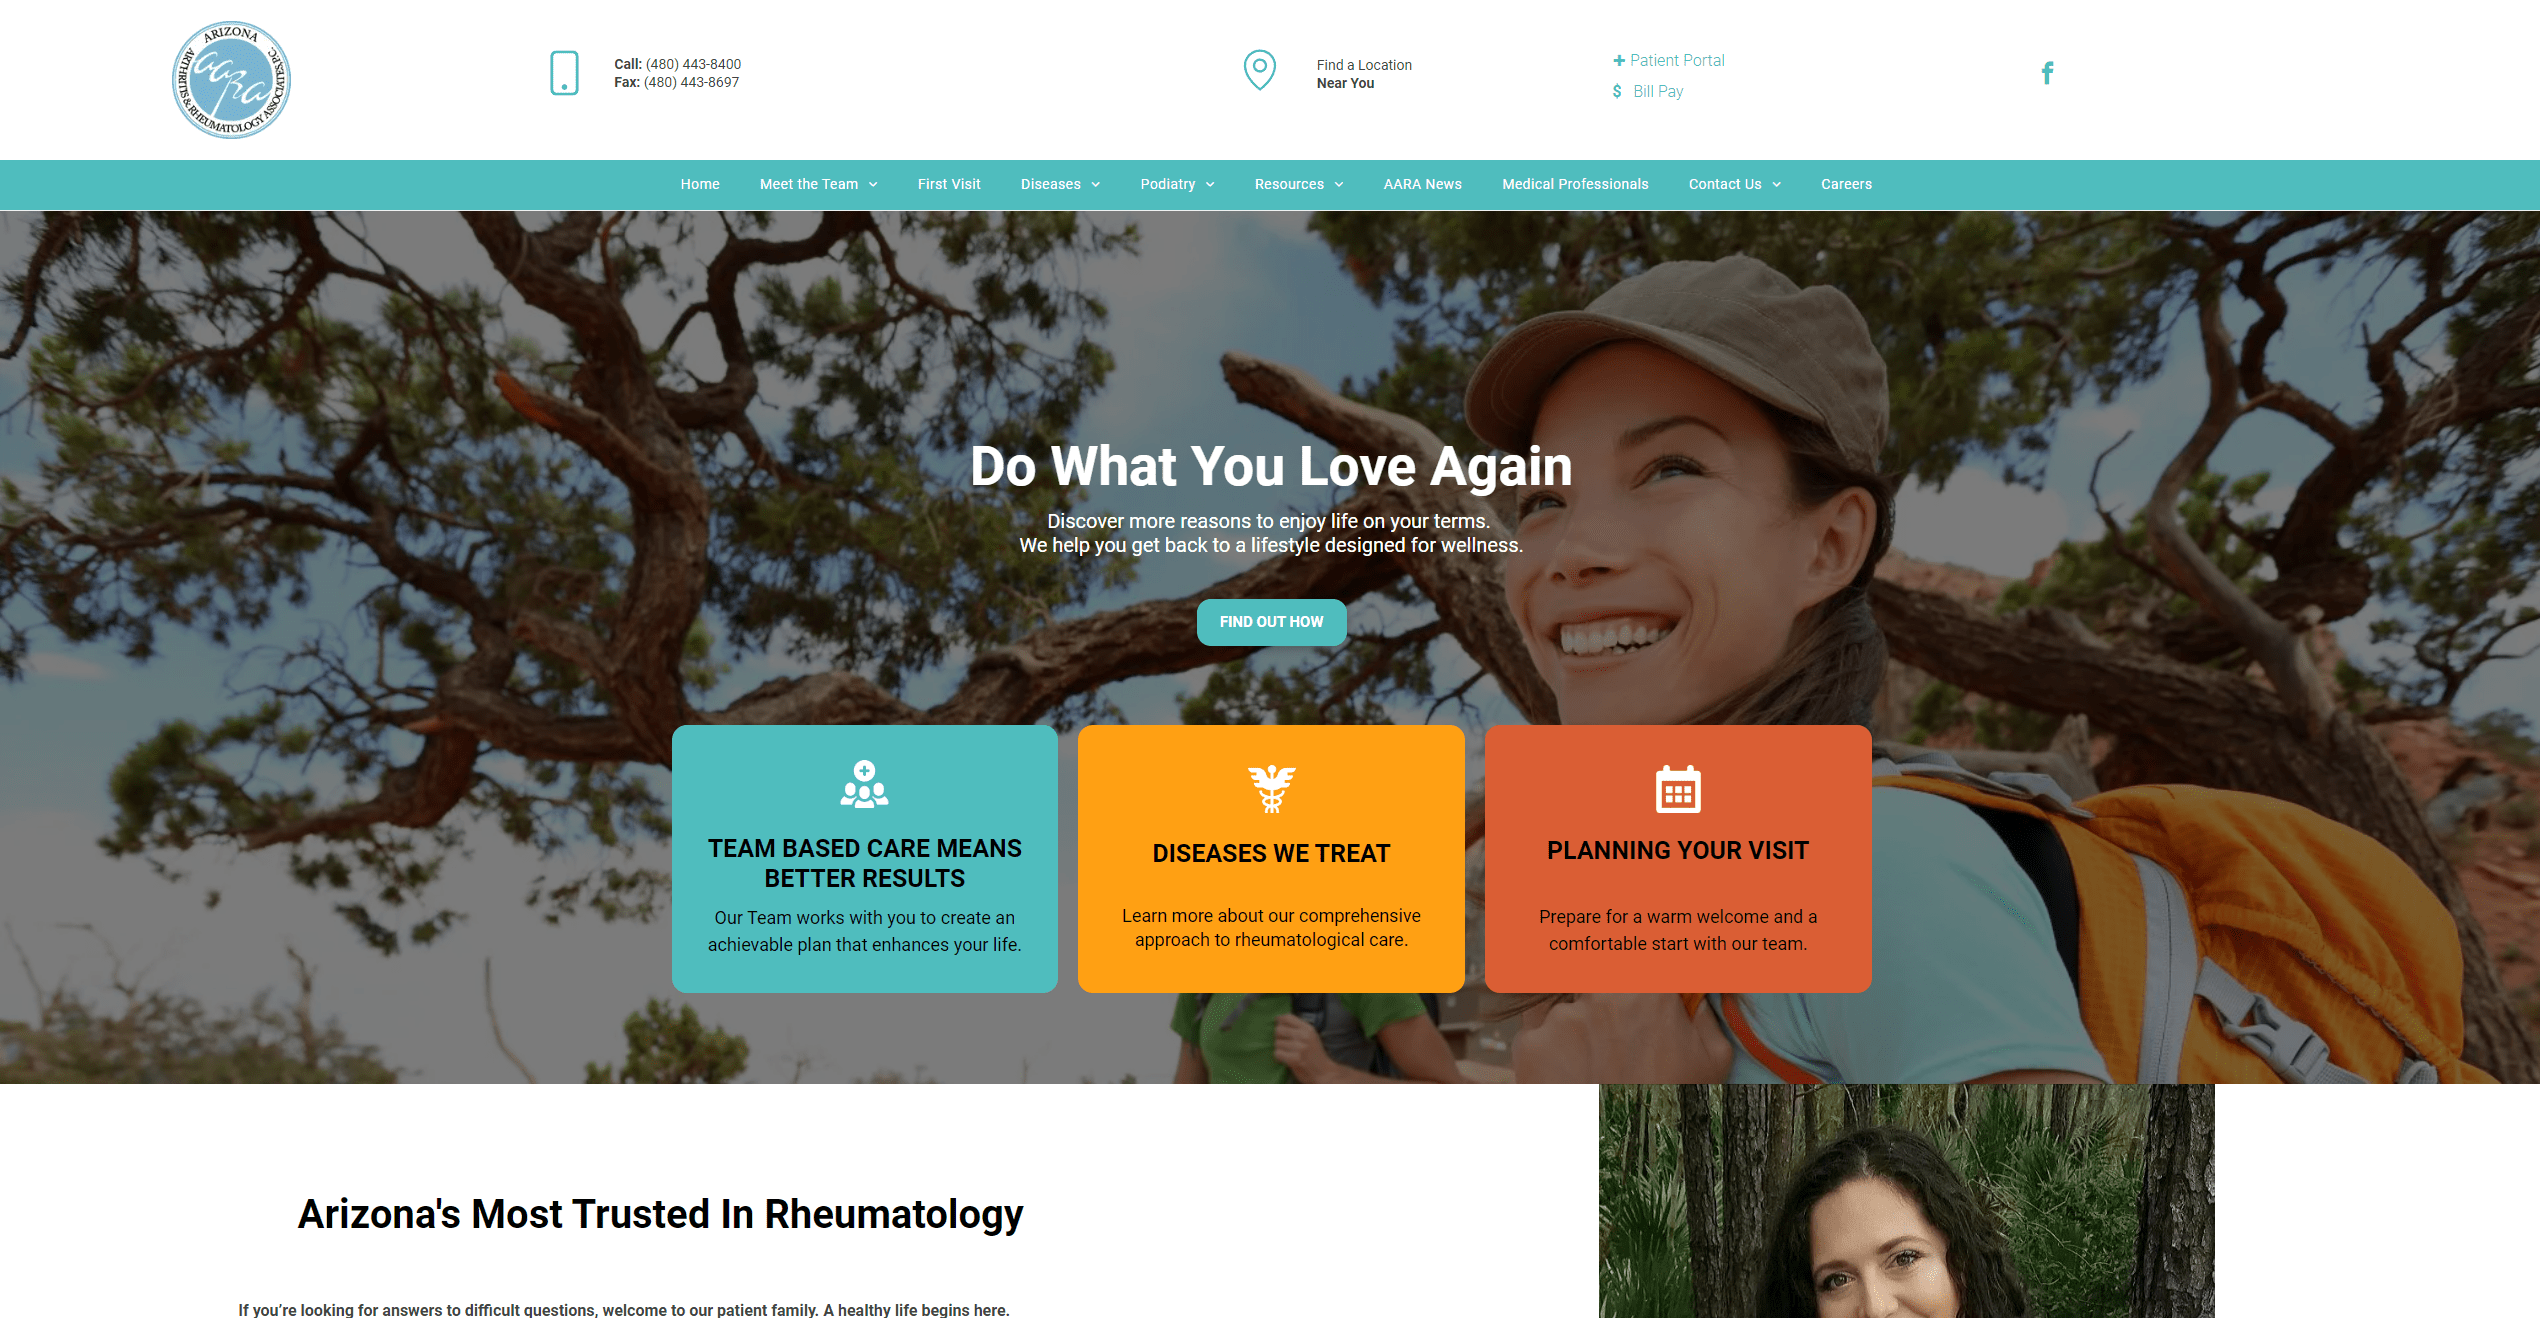 ARIZONA
ARTHRITIS & RHEUMATOLOGY ASSOCIATES, P.C.
aara
Call: (480) 443-8400
Fax: (480) 443-8697
Find a Location
Near You
Patient Portal
$ Bill Pay
Home Meet the Team First Visit Diseases Podiatry Resources AARA News Medical Professionals Contact Us Careers
Do What You Love Again
Discover more reasons to enjoy life on your terms.
We help you get back to a lifestyle designed for wellness.
FIND OUT HOW
TEAM BASED CARE MEANS
BETTER RESULTS
Our Team works with you to create an
achievable plan that enhances your life.
DISEASES WE TREAT
Learn more about our comprehensive
approach to rheumatological care.
PLANNING YOUR VISIT
Prepare for a warm welcome and a
comfortable start with our team.
Arizona's Most Trusted In Rheumatology
If you’re looking for answers to difficult questions, welcome to our patient family. A healthy life begins here.